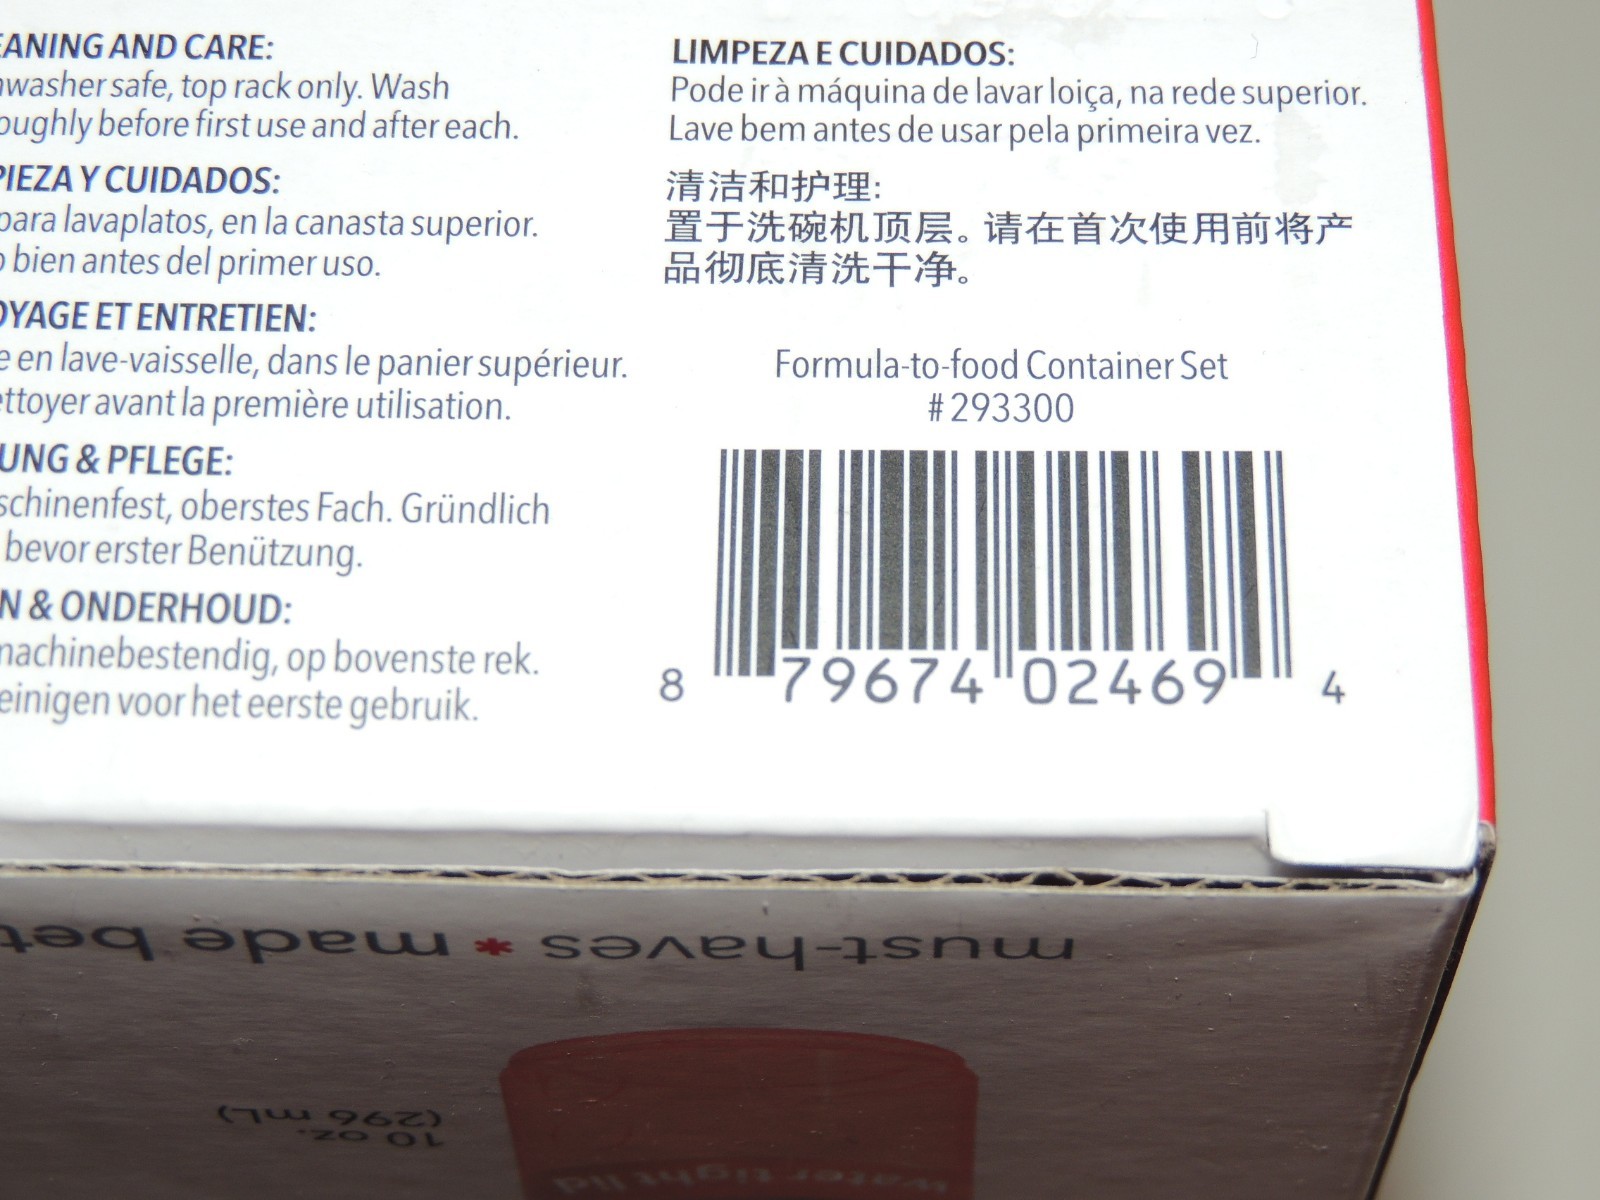 EANING AND CARE:
washer safe, top rack only. Wash
oughly before first use and after each.
PIEZA Y CUIDADOS:
para lavaplatos, en la canasta superior.
o bien antes del primer uso.
OYAGE ET ENTRETIEN:
e en lave-vaisselle, dans le panier supérieur.
ettoyer avant la première utilisation.
UNG & PFLEGE:
schinenfest, oberstes Fach. Gründlich
bevor erster Benützung.
N & ONDERHOUD:
machinebestendig, op bovenste rek.
einigen voor het eerste gebruik.
LIMPEZA E CUIDADOS:
Pode ir à máquina de lavar loiça, na rede superior.
Lave bem antes de usar pela primeira vez.
清洁和护理:
置于洗碗机顶层。请在首次使用前将产
品彻底清洗干净。
Formula-to-food Container Set
#293300
8 79674 02469 4
must-haves * made bet
10 oz.
(296 mL)
water tight lid